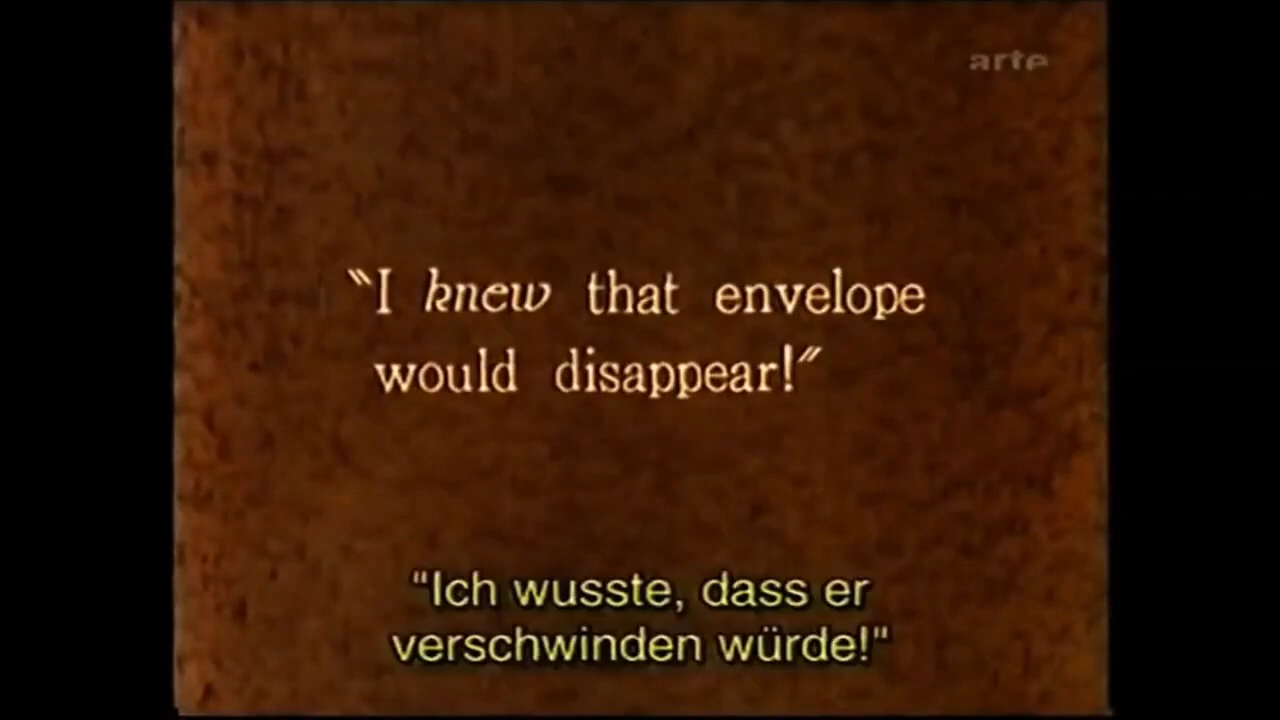 arte
"I knew that envelope
would disappear!"
"Ich wusste, dass er
verschwinden würde!"